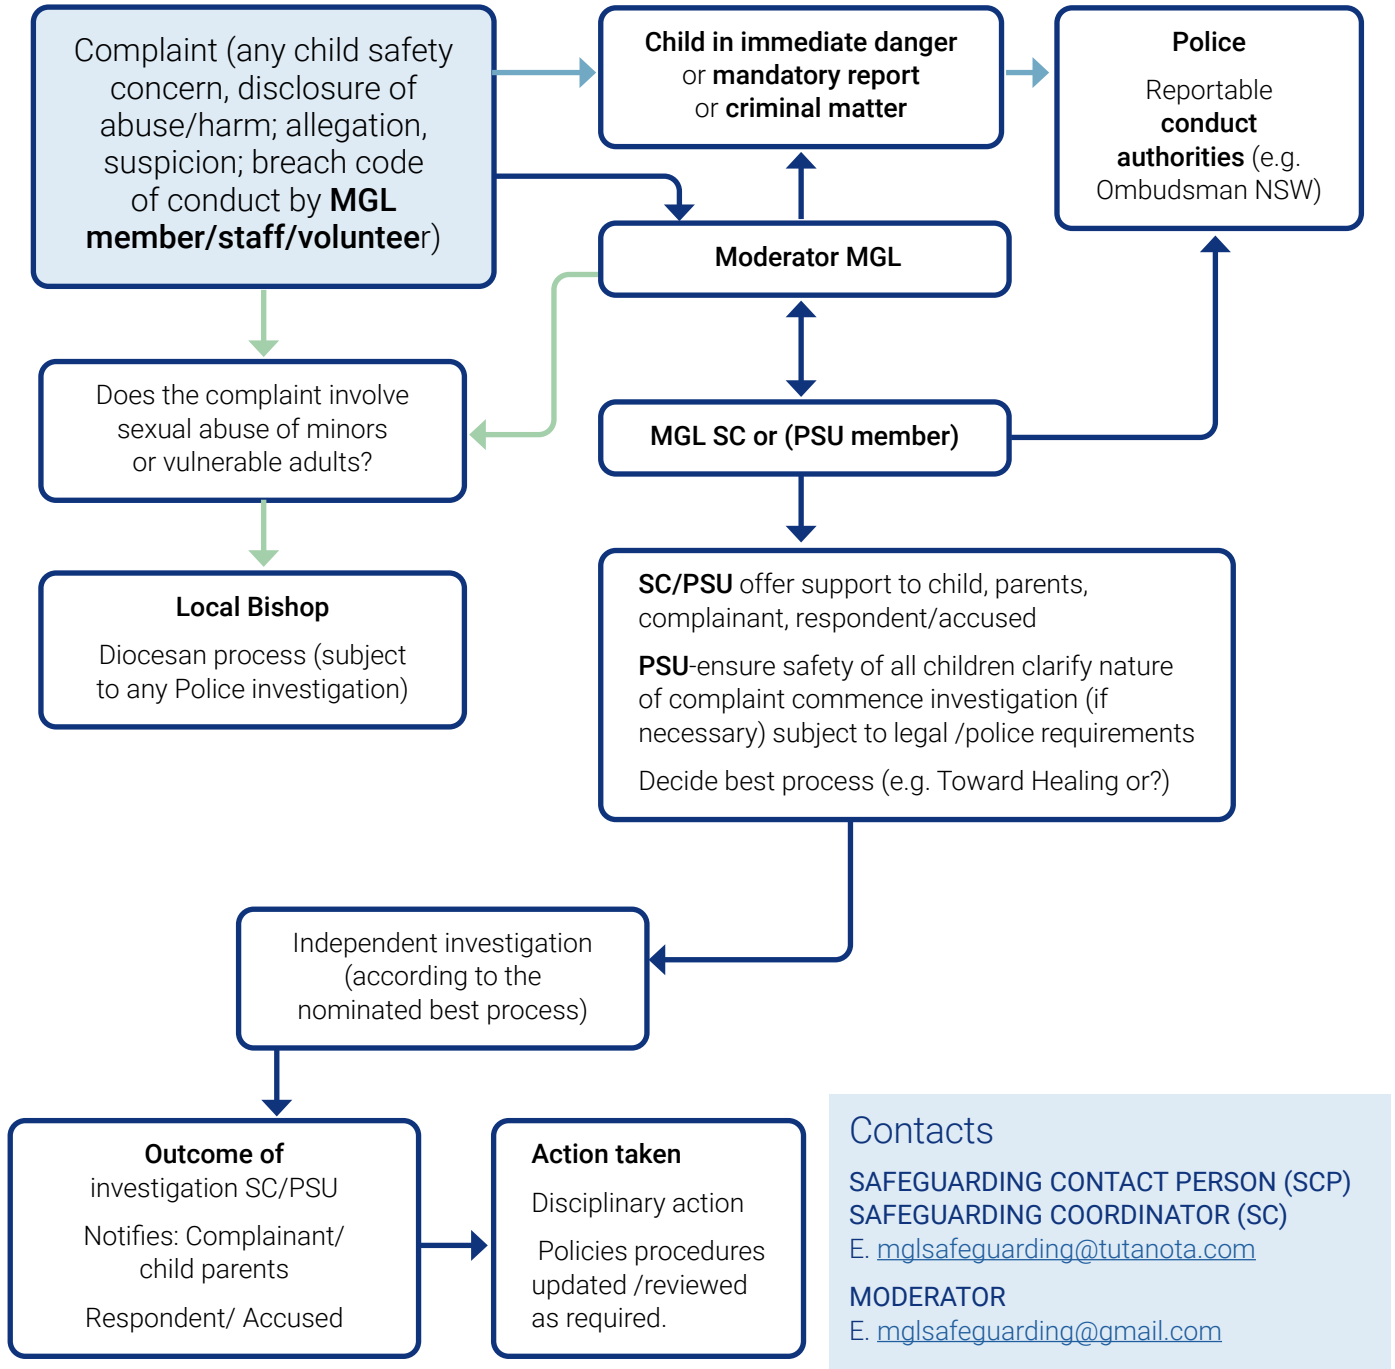 Complaint (any child safety
concern, disclosure of
abuse/harm; allegation,
suspicion; breach code
of conduct by MGL
member/staff/volunteer)
Child in immediate danger
or mandatory report
or criminal matter
Police
Reportable
conduct
authorities (e.g.
Ombudsman NSW)
Moderator MGL
Does the complaint involve
sexual abuse of minors
or vulnerable adults?
MGL SC or (PSU member)
Local Bishop
Diocesan process (subject
to any Police investigation)
SC/PSU offer support to child, parents,
complainant, respondent/accused
PSU-ensure safety of all children clarify nature
of complaint commence investigation (if
necessary) subject to legal /police requirements
Decide best process (e.g. Toward Healing or?)
Independent investigation
(according to the
nominated best process)
Outcome of
investigation SC/PSU
Notifies: Complainant/
child parents
Respondent/ Accused
Action taken
Disciplinary action
Policies procedures
updated /reviewed
as required.
Contacts
SAFEGUARDING CONTACT PERSON (SCP)
SAFEGUARDING COORDINATOR (SC)
E. mglsafeguarding@tutanota.com
MODERATOR
E. mglsafeguarding@gmail.com